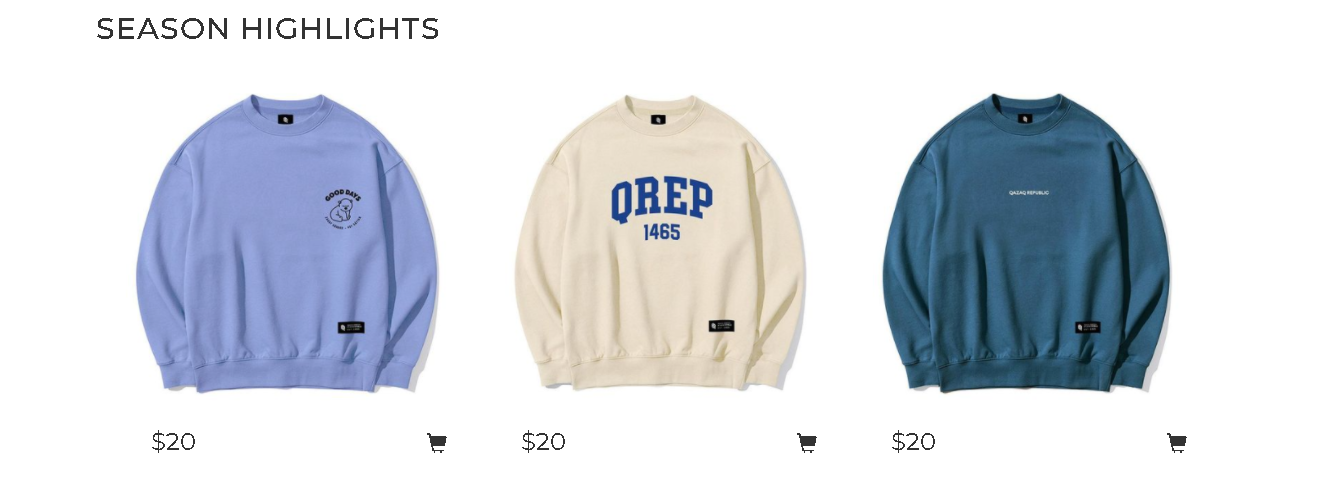 SEASON HIGHLIGHTS
GOOD DAYS
QREP
1465
QAZAQ REPUBLIC
$20
$20
$20